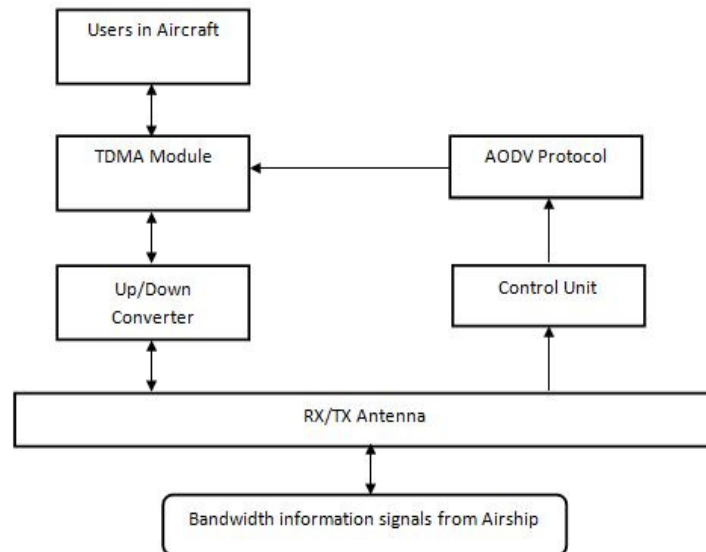 Users in Aircraft
TDMA Module
AODV Protocol
Up/Down
Converter
Control Unit
RX/TX Antenna
Bandwidth information signals from Airship